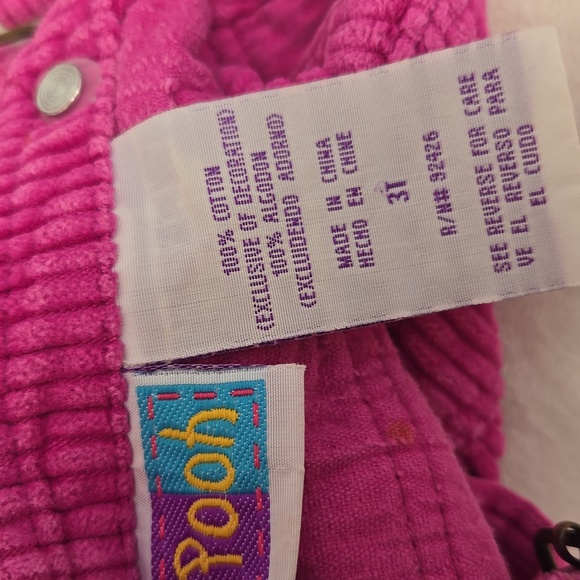 100% COTTON
(EXCLUSIVE OF DECORATION)
100% ALGODON
(EXCLUIDENDO ADORNO)
MADE IN CHINA
HECHO EN CHINE
3T
R/N# 92426
SEE REVERSE FOR CARE
VE EL REVERSO PARA
EL CUIDO
Pooh